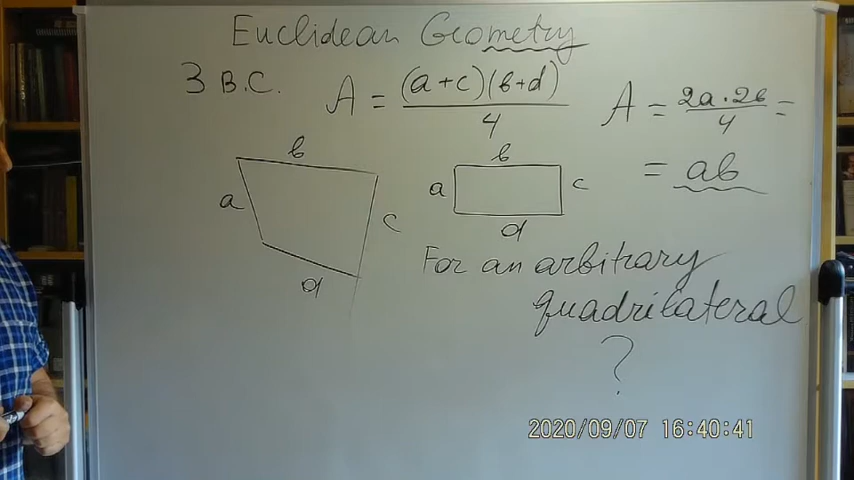 Euclidean Geometry
3 B.C.
A = (a+c)(b+d) / 4
A = 2a·2b / 4 =
= ab
b
a
c
d
b
a
c
d
For an arbitrary
quadrilateral
?
2020/09/07 16:40:41